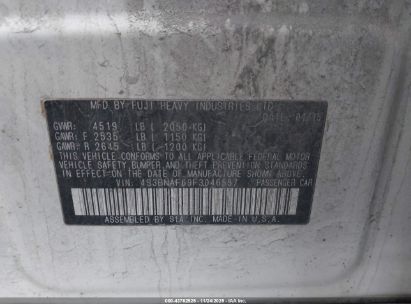 MFD. BY FUJI HEAVY INDUSTRIES LTD.
DATE: 04/15
GVWR: 4519 LB ( 2050 KG)
GAWR: F 2535 LB ( 1150 KG)
GAWR: R 2645 LB ( 1200 KG)
THIS VEHICLE CONFORMS TO ALL APPLICABLE FEDERAL MOTOR
VEHICLE SAFETY, BUMPER, AND THEFT PREVENTION STANDARDS
IN EFFECT ON THE DATE OF MANUFACTURE SHOWN ABOVE.
VIN: PASSENGER CAR
ASSEMBLED BY SIA, INC. MADE IN U.S.A.